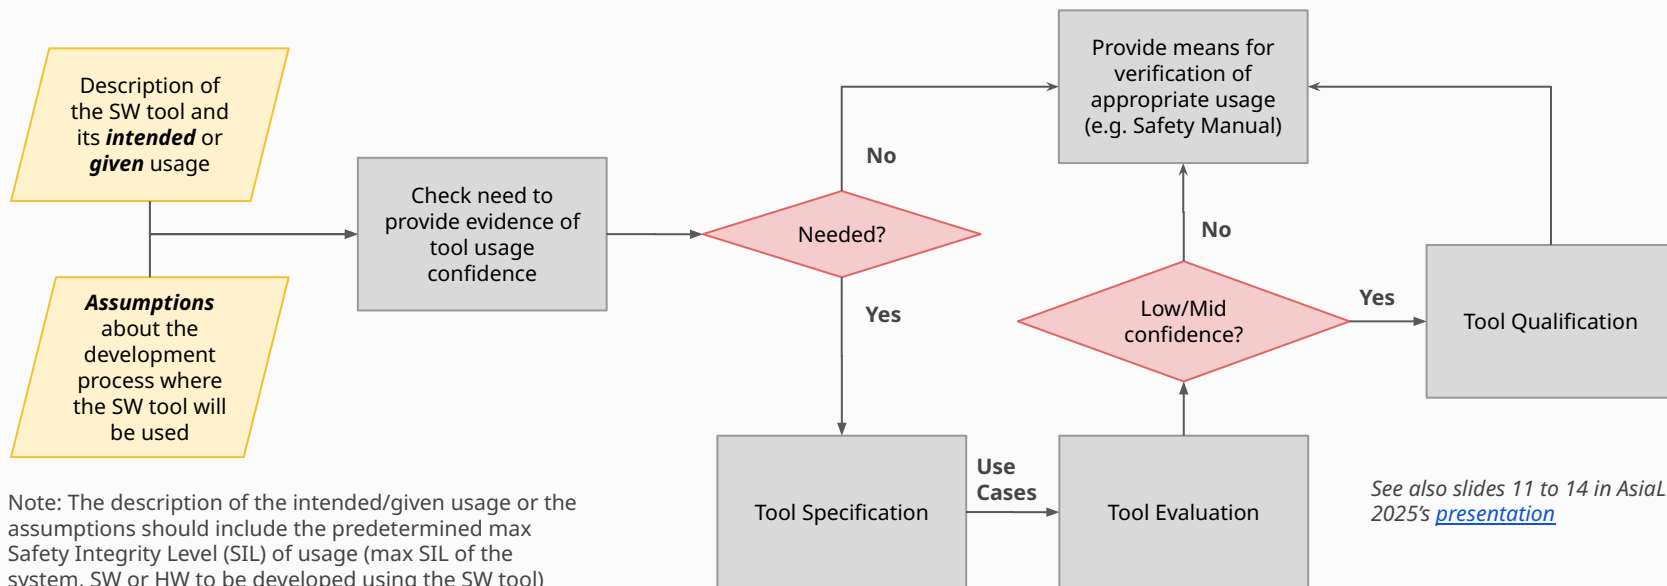 Description of
the SW tool and
its intended or
given usage
Assumptions
about the
development
process where
the SW tool will
be used
Check need to
provide evidence of
tool usage
confidence
Needed?
No
Yes
Provide means for
verification of
appropriate usage
(e.g. Safety Manual)
No
Low/Mid
confidence?
Yes
Tool Qualification
Tool Specification
Use
Cases
Tool Evaluation
Note: The description of the intended/given usage or the
assumptions should include the predetermined max
Safety Integrity Level (SIL) of usage (max SIL of the
system, SW or HW to be developed using the SW tool)
See also slides 11 to 14 in AsiaL
2025's presentation